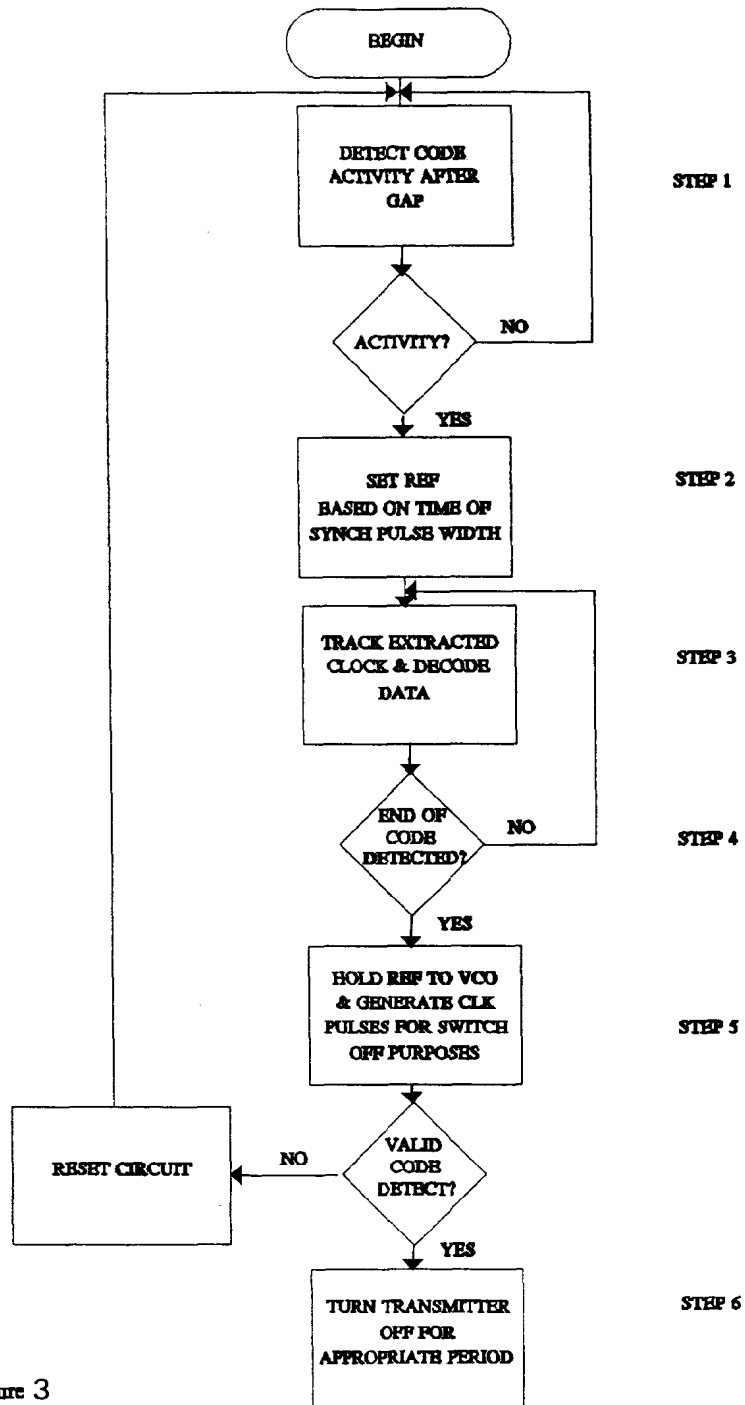 BEGIN
DETECT CODE
ACTIVITY AFTER
GAP
STEP 1
ACTIVITY?
NO
YES
SET REF
BASED ON TIME OF
SYNCH PULSE WIDTH
STEP 2
TRACK EXTRACTED
CLOCK & DECODE
DATA
STEP 3
END OF
CODE
DETECTED?
NO
STEP 4
YES
HOLD REF TO VCO
& GENERATE CLK
PULSES FOR SWITCH
OFF PURPOSES
STEP 5
VALID
CODE
DETECT?
NO
RESET CIRCUIT
YES
TURN TRANSMITTER
OFF FOR
APPROPRIATE PERIOD
STEP 6
ure 3